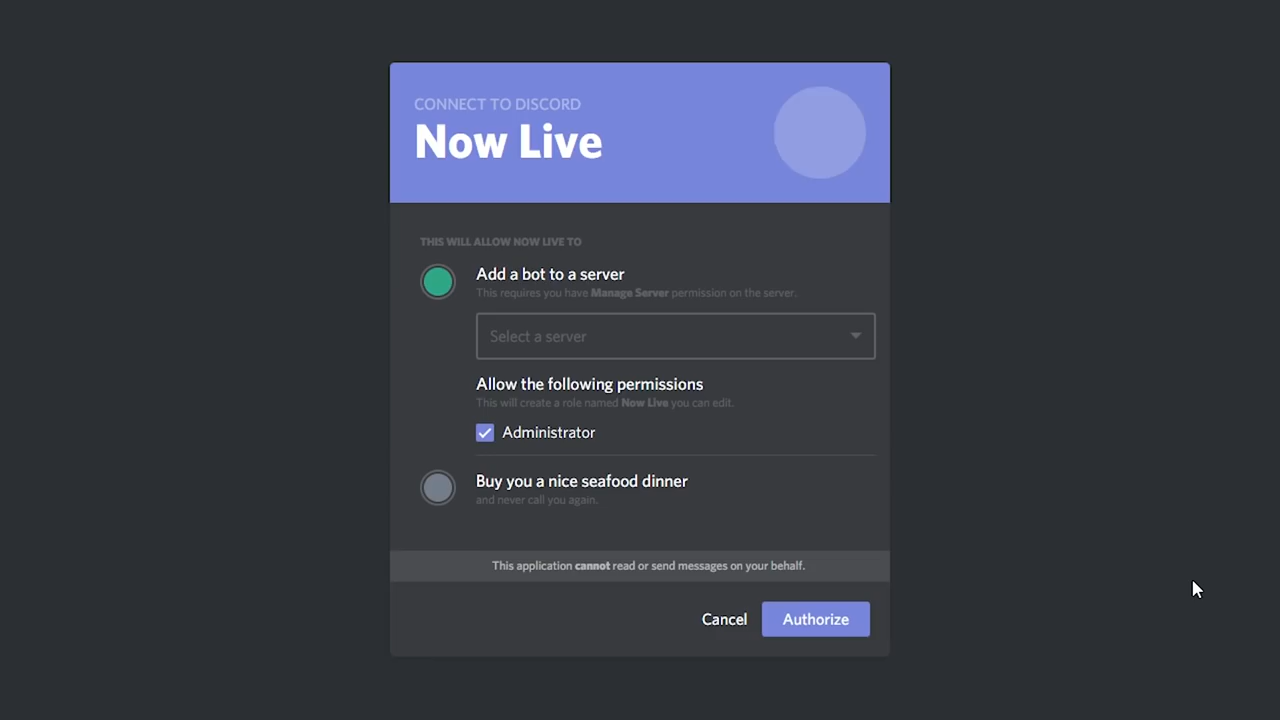 CONNECT TO DISCORD
Now Live
THIS WILL ALLOW NOW LIVE TO
Add a bot to a server
This requires you have Manage Server permission on the server.
Select a server
Allow the following permissions
This will create a role named Now Live you can edit.
Administrator
Buy you a nice seafood dinner
and never call you again.
This application cannot read or send messages on your behalf.
Cancel
Authorize